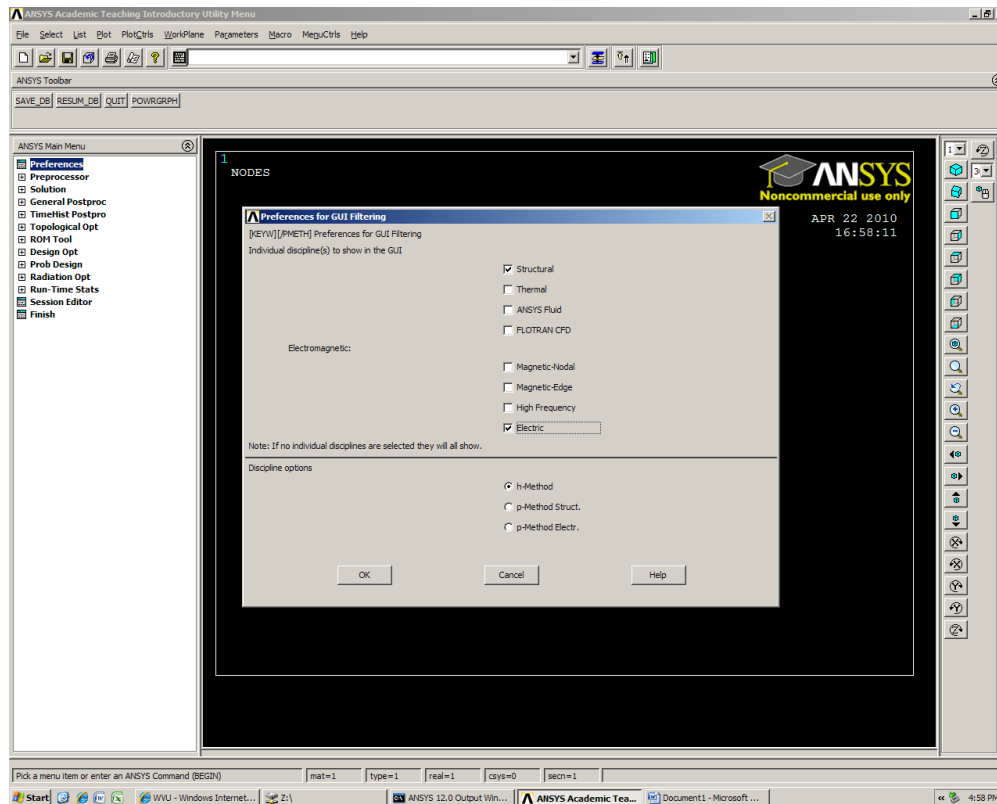 ANSYS Academic Teaching Introductory Utility Menu
File Select List Plot PlotCtrls WorkPlane Parameters Macro MenuCtrls Help
ANSYS Toolbar
SAVE_DB RESUM_DB QUIT POWRGRPH
ANSYS Main Menu
Preferences
Preprocessor
Solution
General Postproc
TimeHist Postpro
Topological Opt
ROM Tool
Design Opt
Prob Design
Radiation Opt
Run-Time Stats
Session Editor
Finish
1
NODES
ANSYS
Noncommercial use only
APR 22 2010
16:58:11
Preferences for GUI Filtering
[KEYW][/PMETH] Preferences for GUI Filtering
Individual discipline(s) to show in the GUI
Structural
Thermal
ANSYS Fluid
FLOTRAN CFD
Electromagnetic:
Magnetic-Nodal
Magnetic-Edge
High Frequency
Electric
Note: If no individual disciplines are selected they will all show.
Discipline options
h-Method
p-Method Struct.
p-Method Electr.
OK Cancel Help
1
Pick a menu item or enter an ANSYS Command (BEGIN) mat=1 type=1 real=1 csys=0 secn=1
Start WVU - Windows Internet... Z:\ ANSYS 12.0 Output Win... ANSYS Academic Tea... Document1 - Microsoft ... 4:58 PM